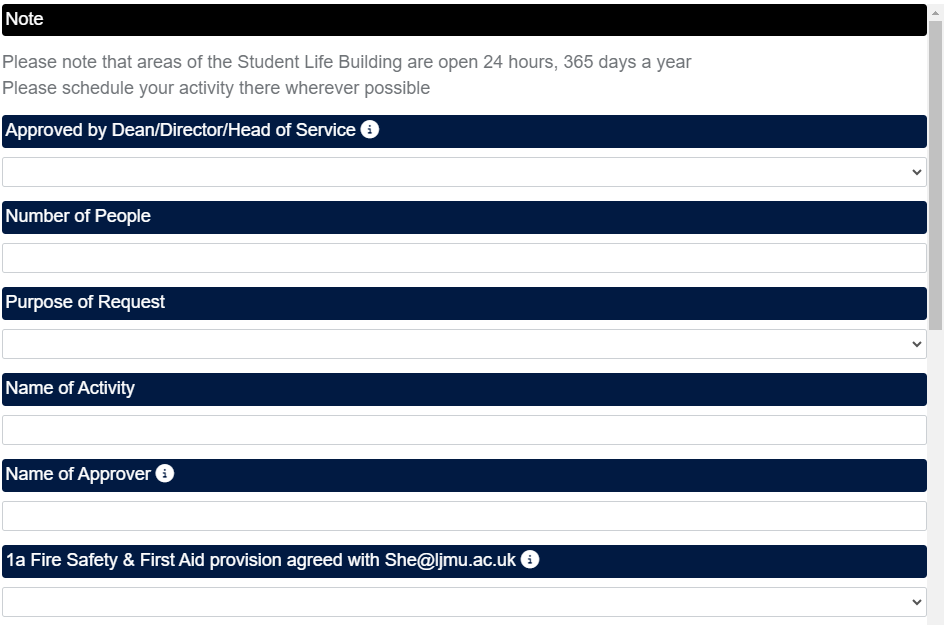 Note
Please note that areas of the Student Life Building are open 24 hours, 365 days a year
Please schedule your activity there wherever possible
Approved by Dean/Director/Head of Service
Number of People
Purpose of Request
Name of Activity
Name of Approver
1a Fire Safety & First Aid provision agreed with She@ljmu.ac.uk